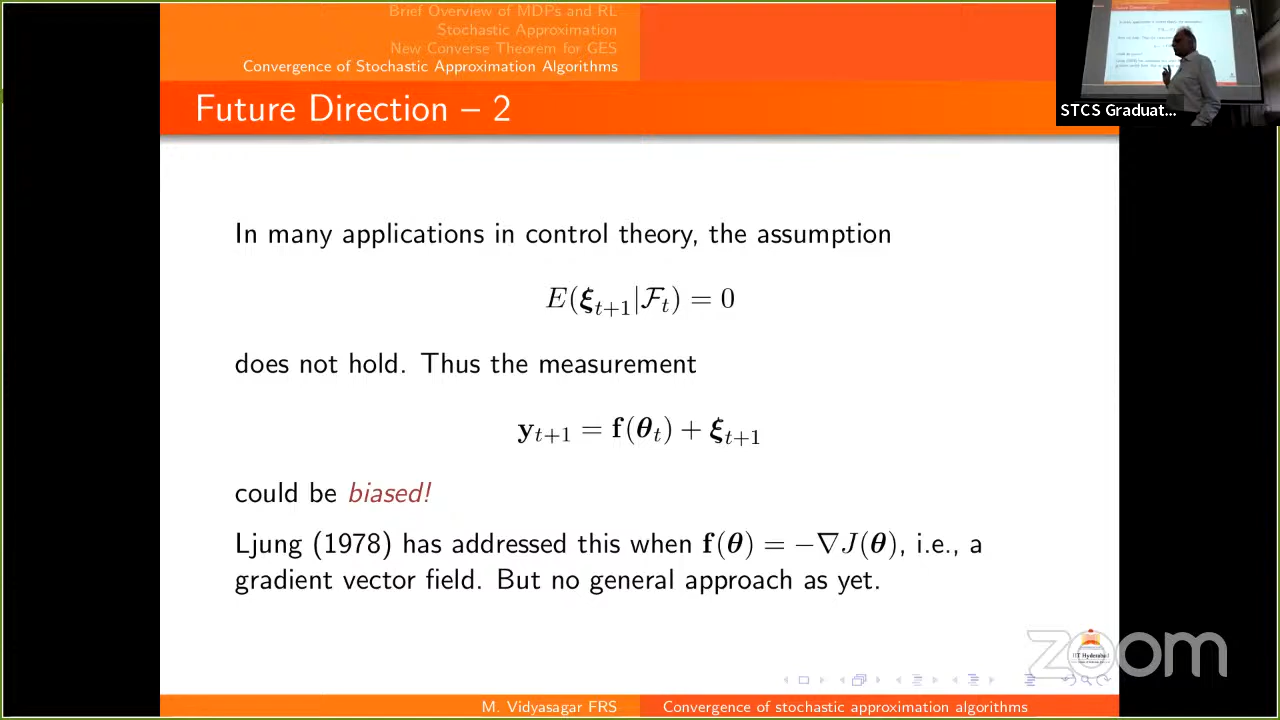 Brief Overview of MDPs and RL
Stochastic Approximation
New Converse Theorem for GES
Convergence of Stochastic Approximation Algorithms
Future Direction – 2
STCS Graduat...
In many applications in control theory, the assumption
E(ξ_{t+1}|F_t) = 0
does not hold. Thus the measurement
y_{t+1} = f(θ_t) + ξ_{t+1}
could be biased!
Ljung (1978) has addressed this when f(θ) = −∇J(θ), i.e., a
gradient vector field. But no general approach as yet.
zoom
IIT Hyderabad
M. Vidyasagar FRS
Convergence of stochastic approximation algorithms